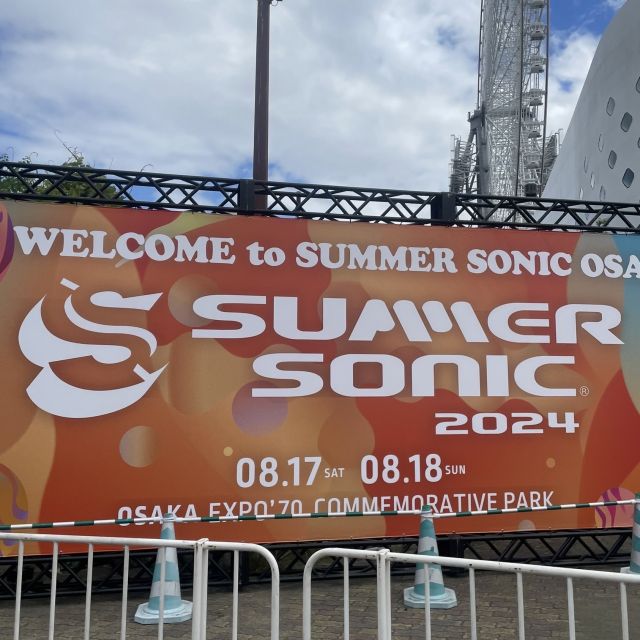 WELCOME to SUMMER SONIC OSA
SUMMER
SONIC®
2024
08.17 SAT 08.18 SUN
OSAKA EXPO'70 COMMEMORATIVE PARK